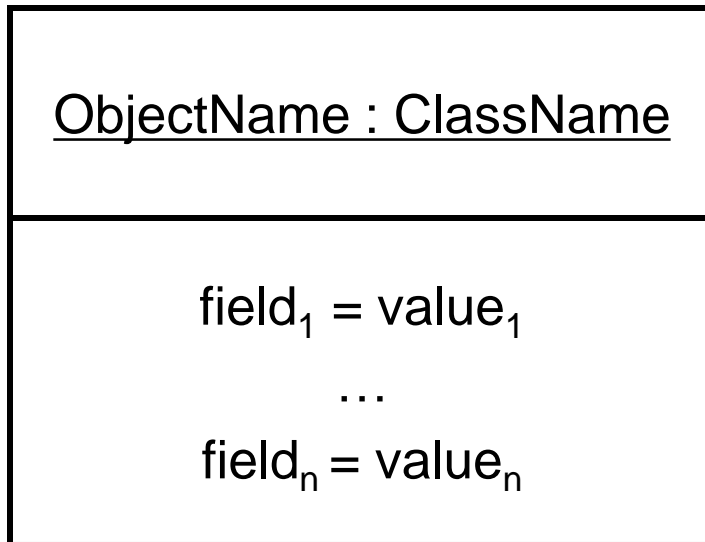 ObjectName : ClassName
field₁ = value₁
…
fieldₙ = valueₙ